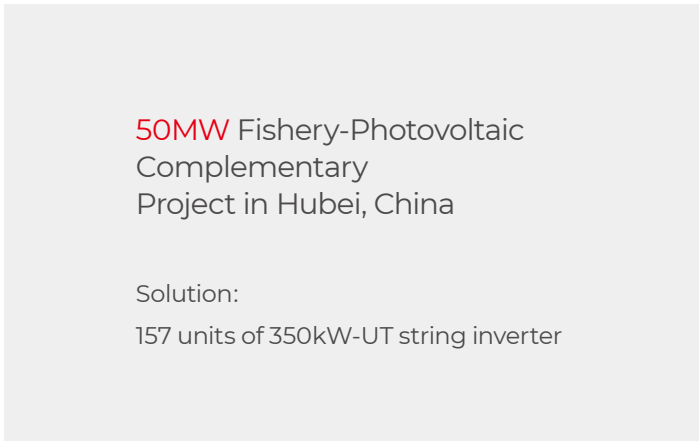 50MW Fishery-Photovoltaic
Complementary
Project in Hubei, China
Solution:
157 units of 350kW-UT string inverter